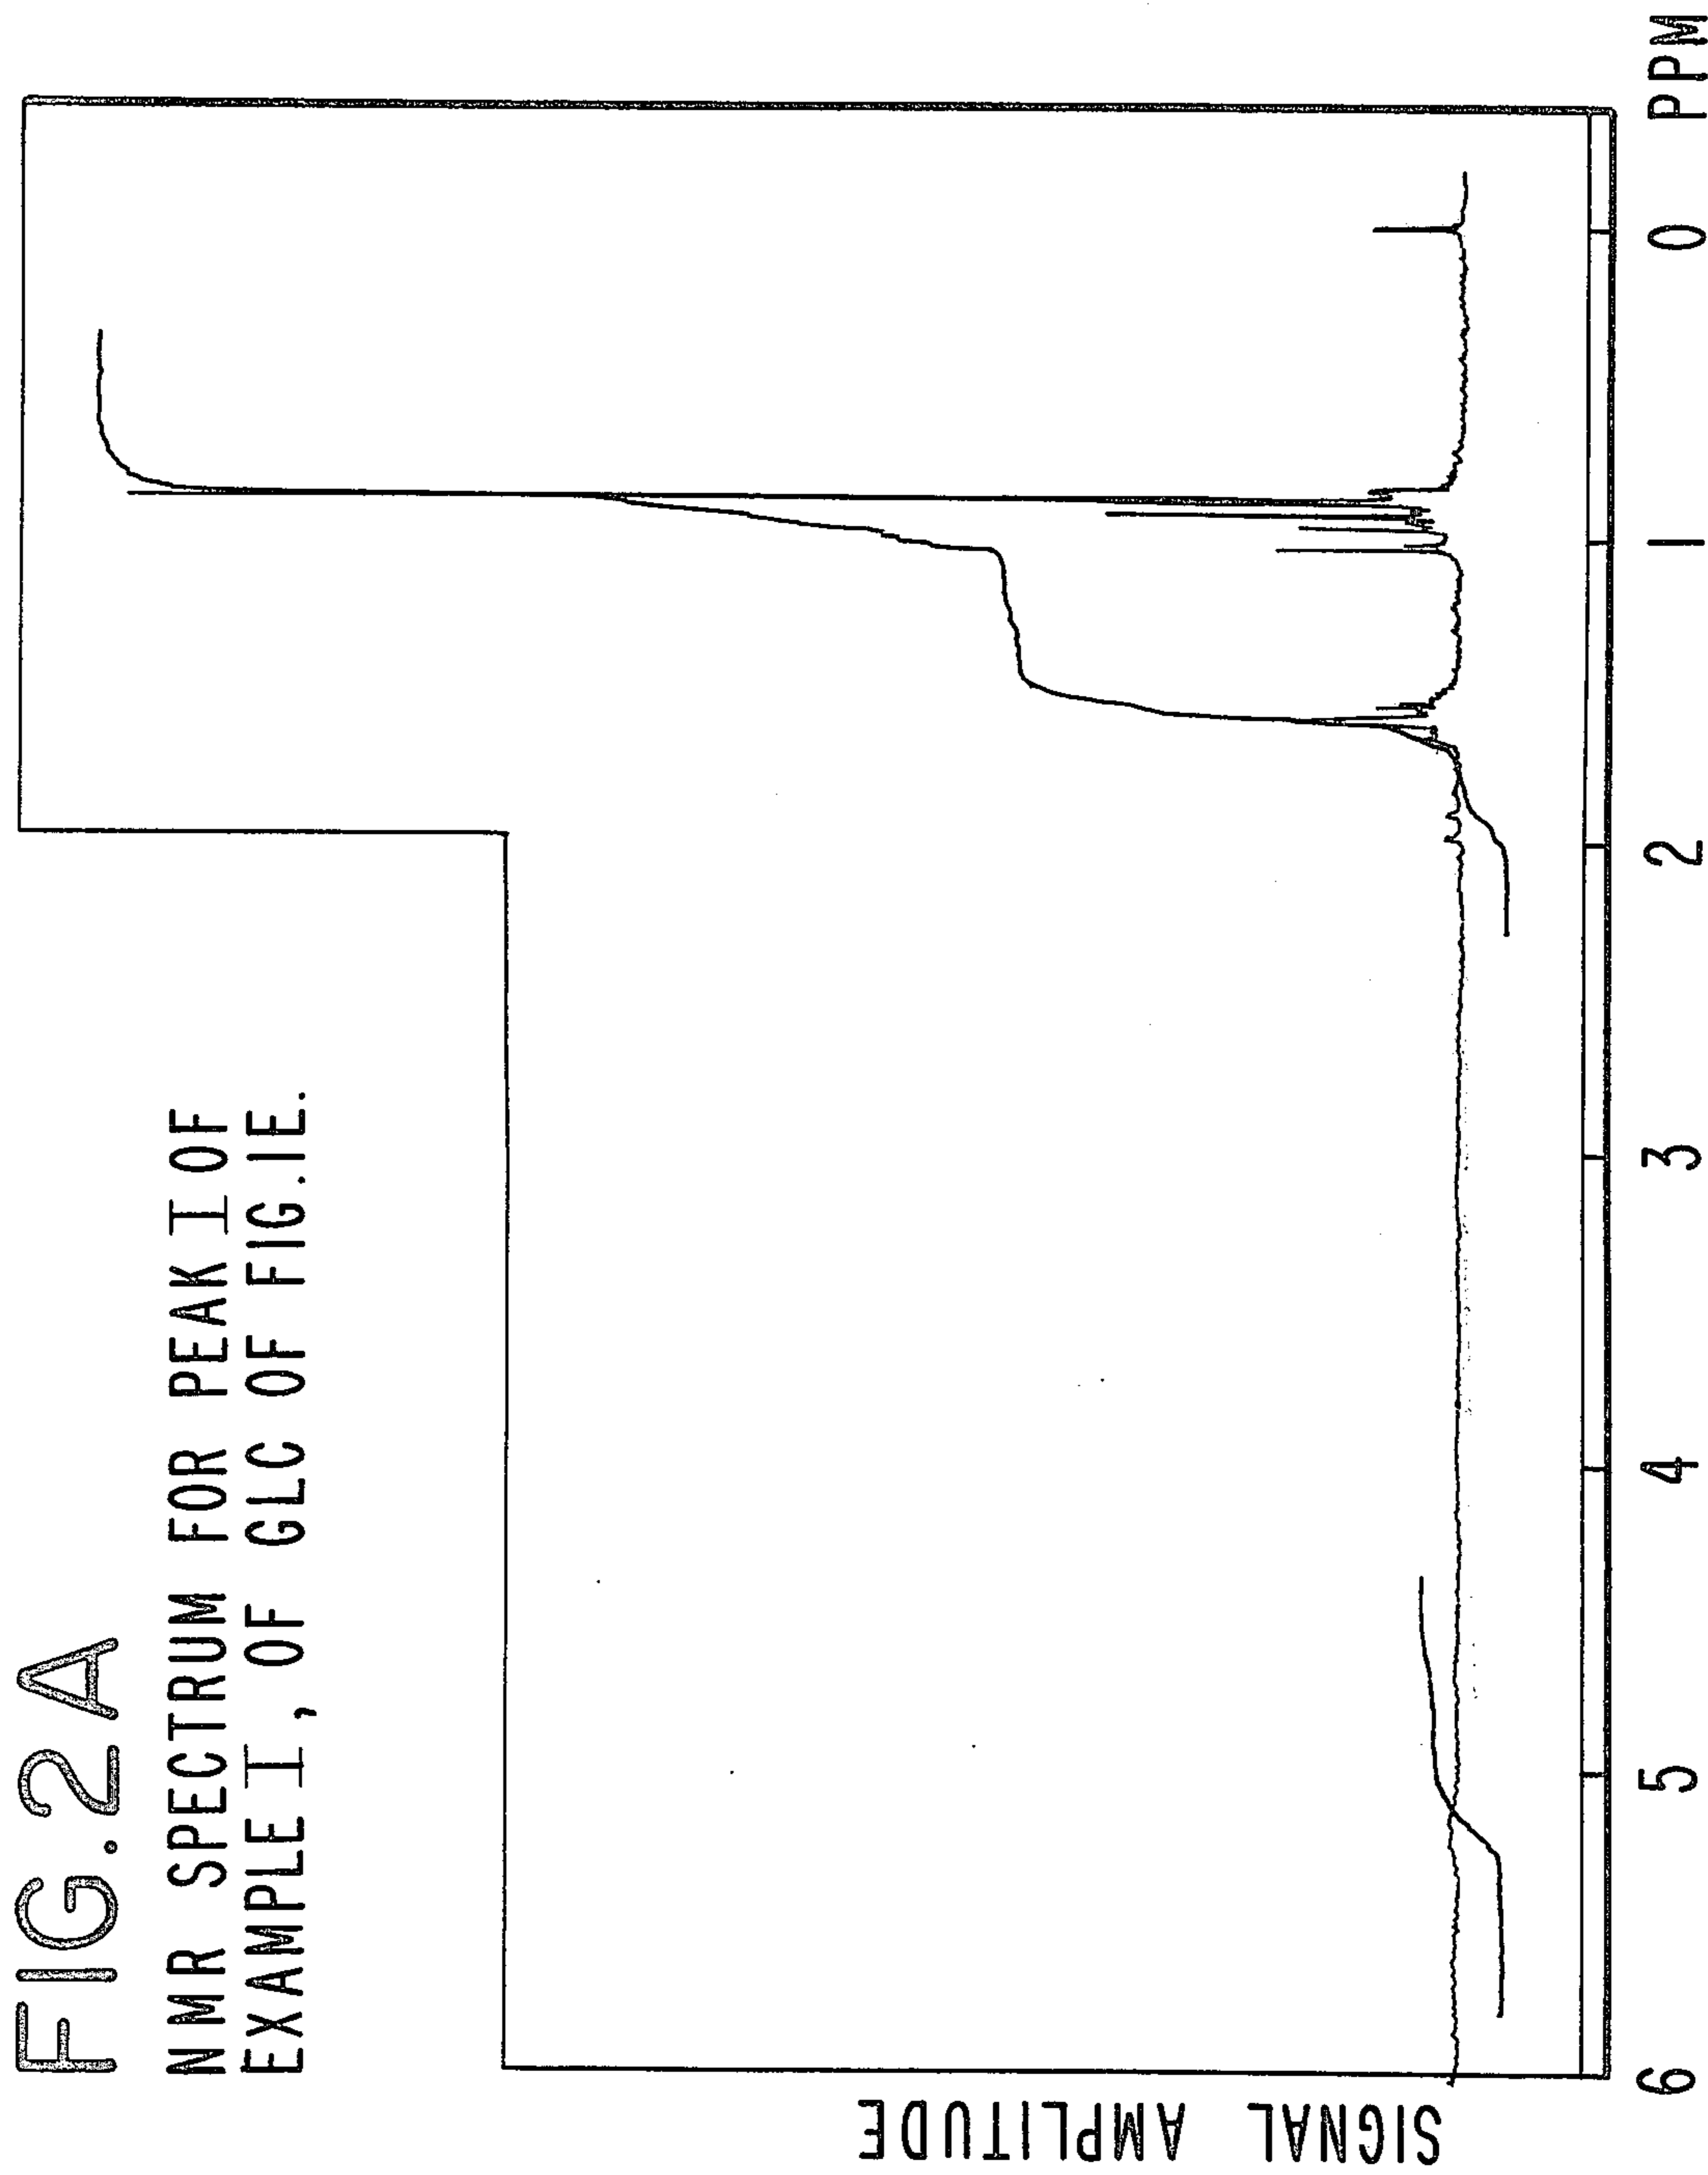 FIG. 2A
NMR SPECTRUM FOR PEAK I OF
EXAMPLE I, OF GLC OF FIG. 1E.
SIGNAL AMPLITUDE
6 5 4 3 2 1 0 PPM